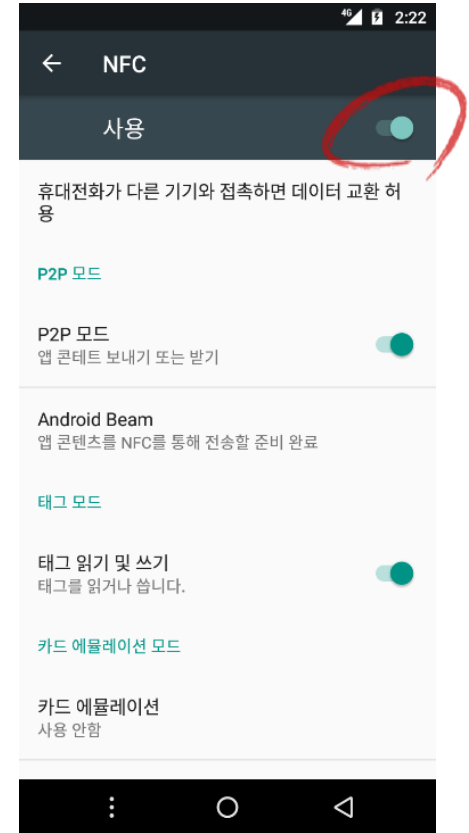 4G 2:22
NFC
사용
휴대전화가 다른 기기와 접촉하면 데이터 교환 허
용
P2P 모드
P2P 모드
앱 콘테트 보내기 또는 받기
Android Beam
앱 콘텐츠를 NFC를 통해 전송할 준비 완료
태그 모드
태그 읽기 및 쓰기
태그를 읽거나 씁니다.
카드 에뮬레이션 모드
카드 에뮬레이션
사용 안함